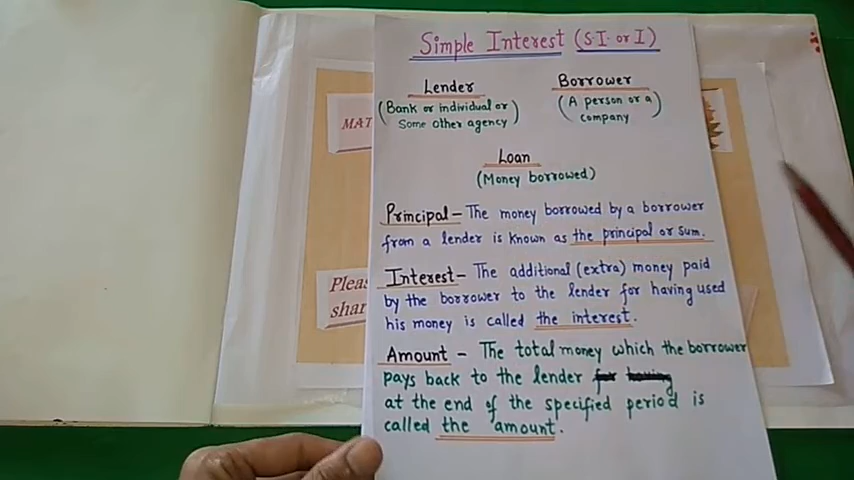 Simple Interest (S.I. or I)
Lender
Borrower
(Bank or individual or
some other agency)
(A person or a
company)
Loan
(Money borrowed)
Principal - The money borrowed by a borrower
from a lender is known as the principal or sum.
Interest - The additional (extra) money paid
by the borrower to the lender for having used
his money is called the interest.
Amount - The total money which the borrower
pays back to the lender for having
at the end of the specified period is
called the amount.
MAT
Pleas
shar